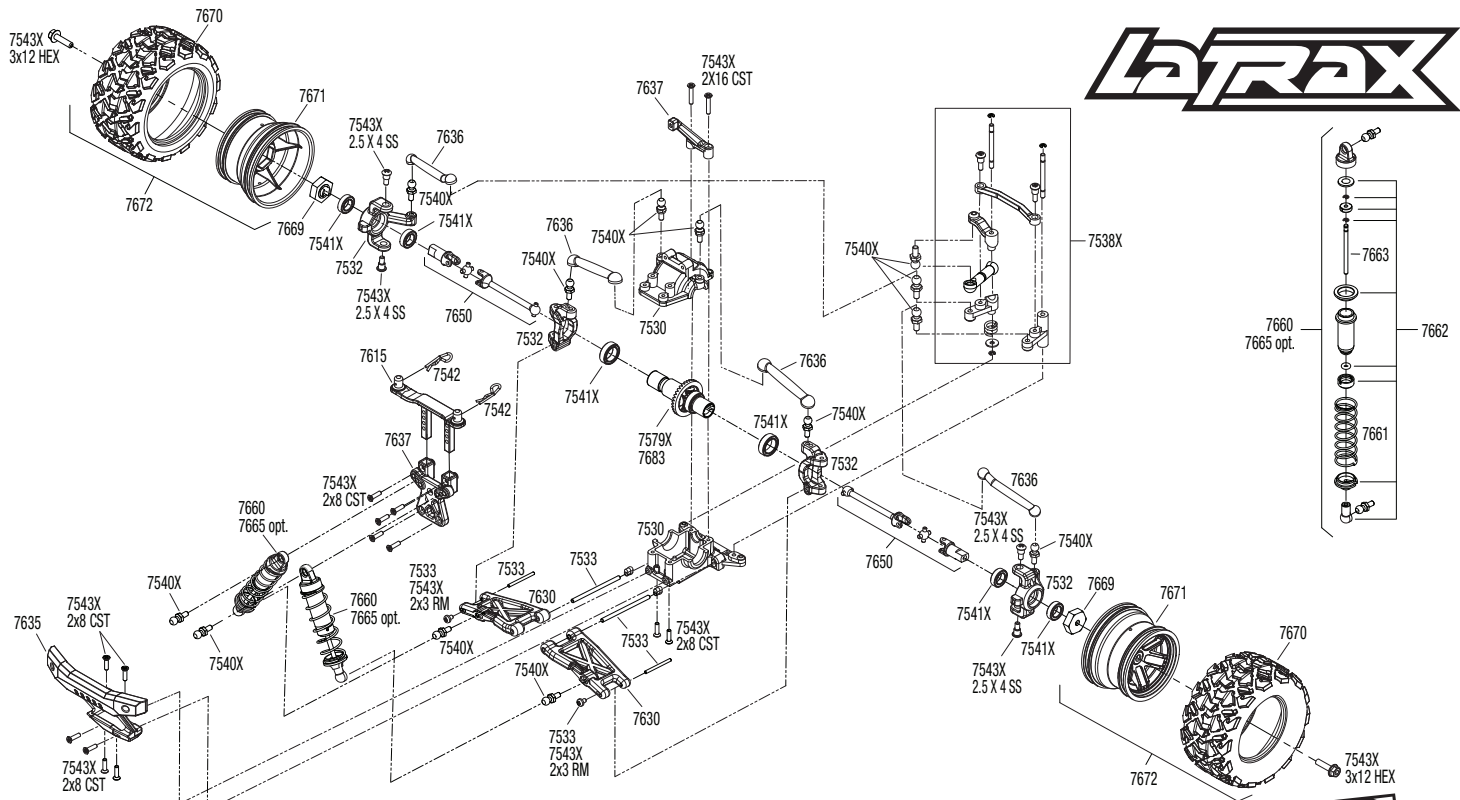 7670
7543X
3x12 HEX
LaTRaX
7671
7637
7543X
2X16 CST
7543X
2.5 X 4 SS
7636
7540X
7672
7669
7541X
7532
7541X
7543X
2.5 X 4 SS
7650
7636
7540X
7540X
7530
7532
7541X
7540X
7538X
7663
7660
7665 opt.
7662
7661
7615
7542
7542
7579X
7683
7636
7541X
7540X
7532
7637
7543X
2x8 CST
7636
7543X
2.5 X 4 SS
7540X
7660
7665 opt.
7530
7650
7532
7669
7671
7541X
7541X
7543X
2.5 X 4 SS
7670
7540X
7540X
7660
7665 opt.
7533
7543X
2x3 RM
7533
7630
7533
7540X
7533
7543X
2x8 CST
7635
7543X
2x8 CST
7540X
7630
7533
7543X
2x3 RM
7543X
2x8 CST
7672
7543X
3x12 HEX